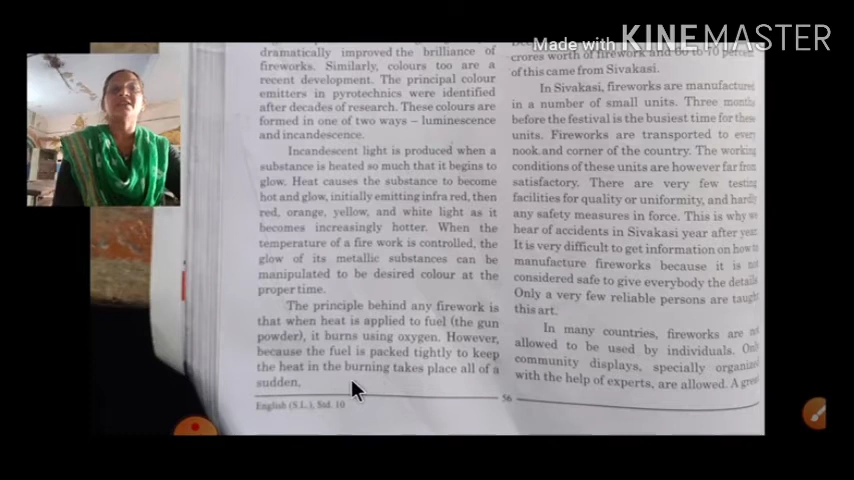 Made with KINEMASTER
dramatically improved the brilliance of
fireworks. Similarly, colours too are a
recent development. The principal colour
emitters in pyrotechnics were identified
after decades of research. These colours are
formed in one of two ways – luminescence
and incandescence.
Incandescent light is produced when a
substance is heated so much that it begins to
glow. Heat causes the substance to become
hot and glow, initially emitting infra red, then
red, orange, yellow, and white light as it
becomes increasingly hotter. When the
temperature of a fire work is controlled, the
glow of its metallic substances can be
manipulated to be desired colour at the
proper time.
The principle behind any firework is
that when heat is applied to fuel (the gun
powder), it burns using oxygen. However,
because the fuel is packed tightly to keep
the heat in the burning takes place all of a
sudden,
crores worth of firework and 60 to 70 percent
of this came from Sivakasi.
In Sivakasi, fireworks are manufactured
in a number of small units. Three months
before the festival is the busiest time for these
units. Fireworks are transported to every
nook and corner of the country. The working
conditions of these units are however far from
satisfactory. There are very few testing
facilities for quality or uniformity, and hardly
any safety measures in force. This is why we
hear of accidents in Sivakasi year after year.
It is very difficult to get information on how to
manufacture fireworks because it is not
considered safe to give everybody the details.
Only a very few reliable persons are taught
this art.
In many countries, fireworks are not
allowed to be used by individuals. Only
community displays, specially organized
with the help of experts, are allowed. A great
English (S.L.), Std. 10
56